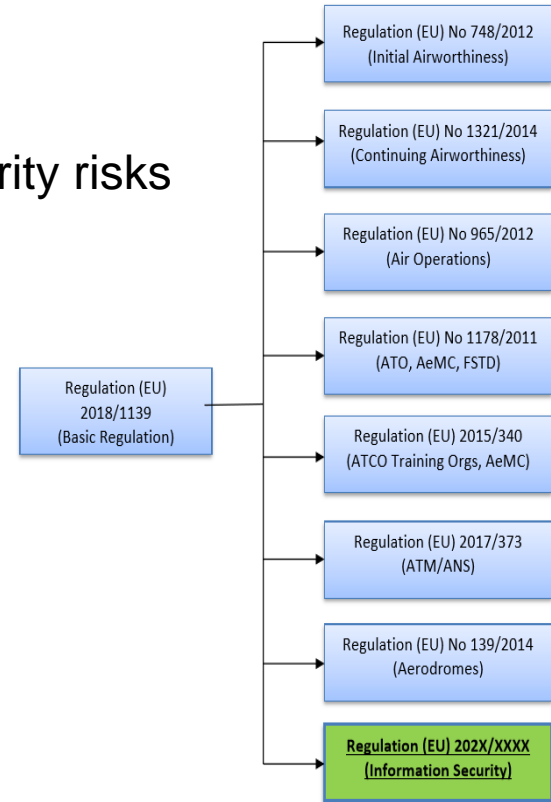 rity risks
Regulation (EU)
2018/1139
(Basic Regulation)
Regulation (EU) No 748/2012
(Initial Airworthiness)
Regulation (EU) No 1321/2014
(Continuing Airworthiness)
Regulation (EU) No 965/2012
(Air Operations)
Regulation (EU) No 1178/2011
(ATO, AeMC, FSTD)
Regulation (EU) 2015/340
(ATCO Training Orgs, AeMC)
Regulation (EU) 2017/373
(ATM/ANS)
Regulation (EU) No 139/2014
(Aerodromes)
Regulation (EU) 202X/XXXX
(Information Security)